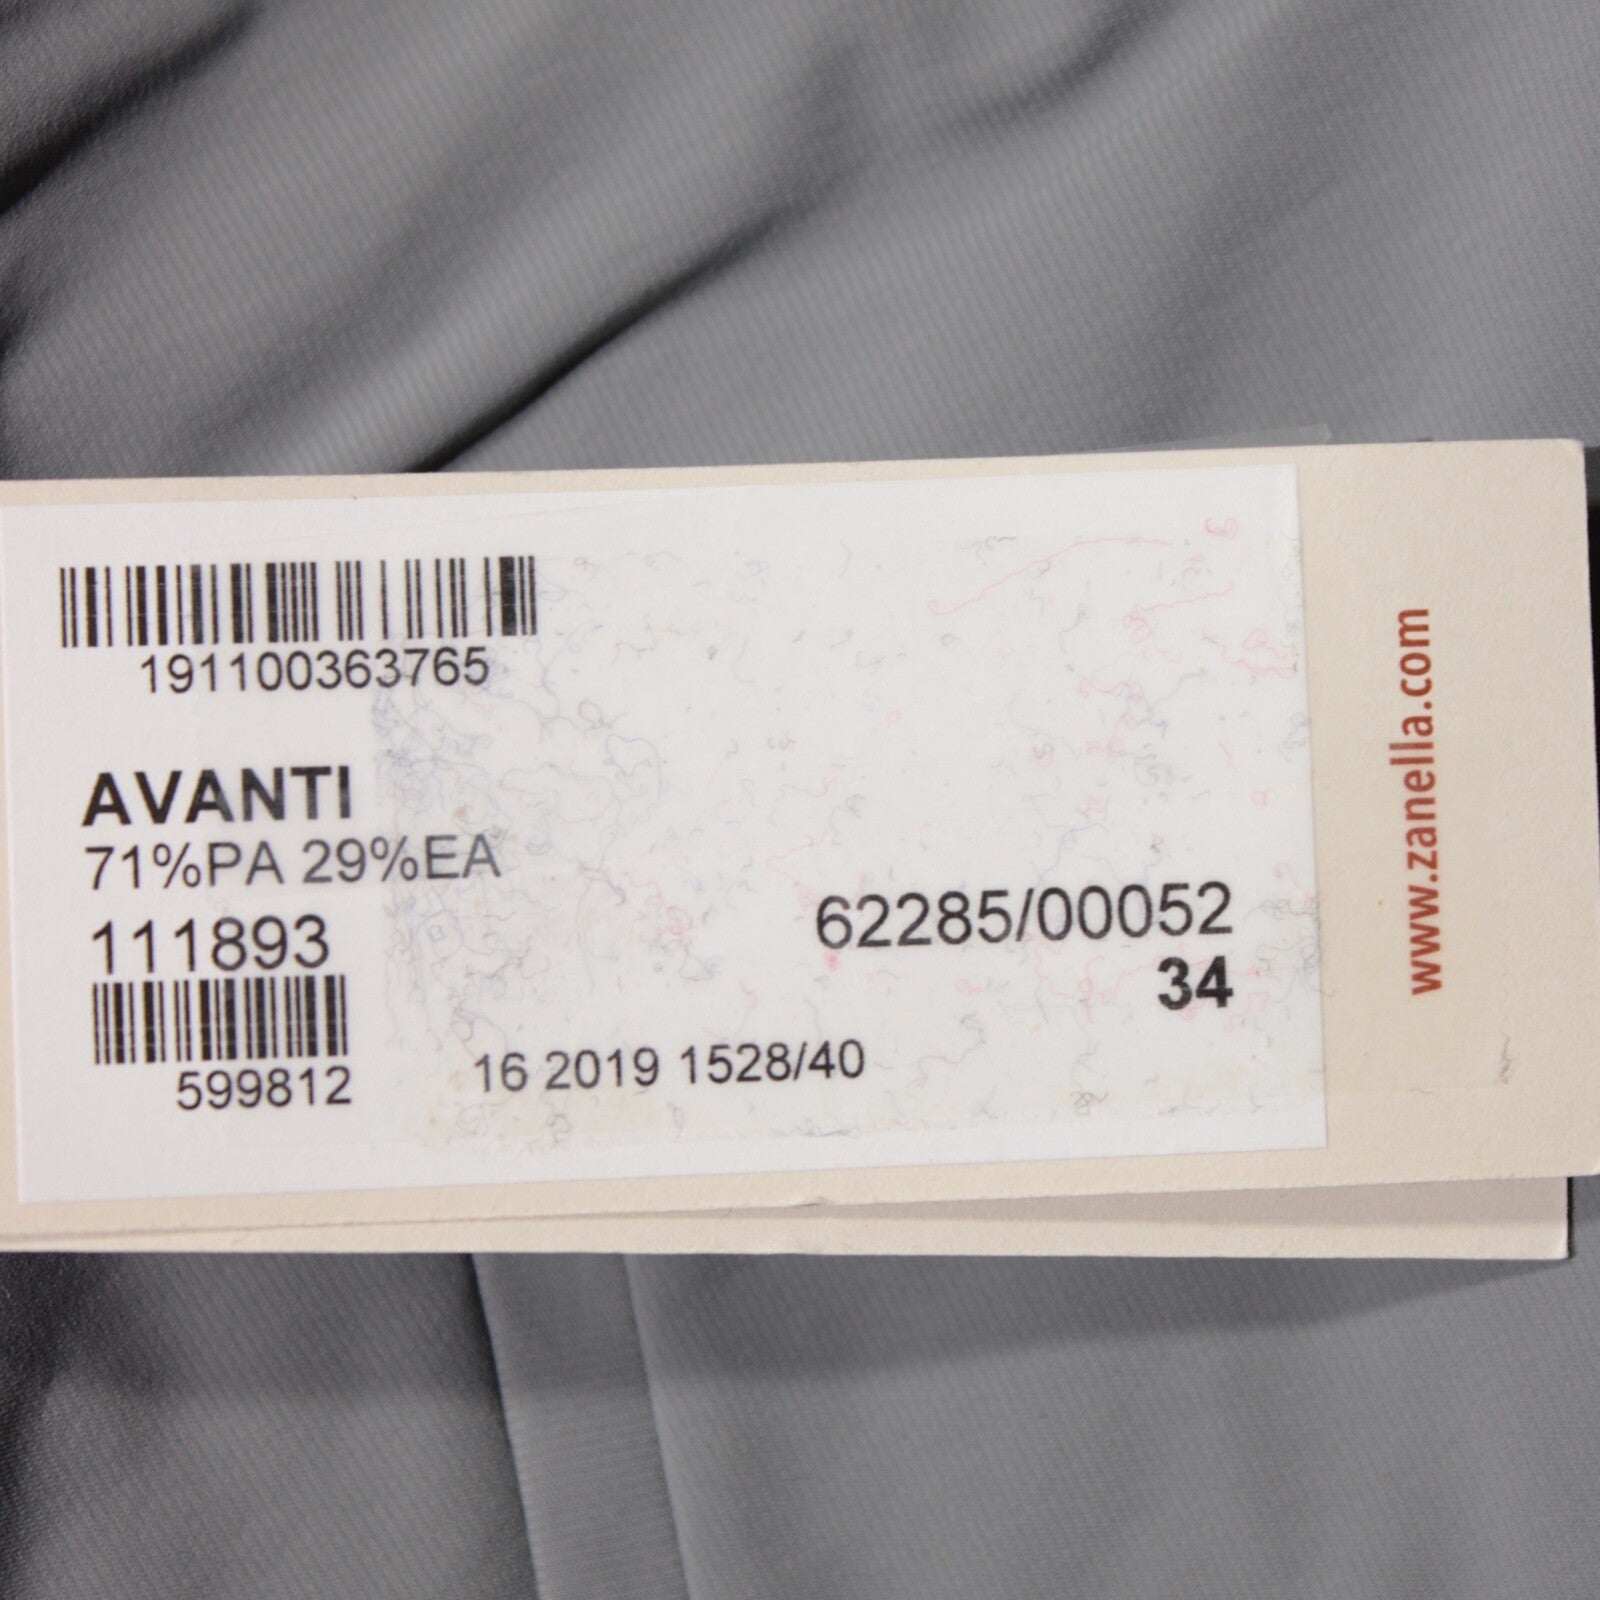 191100363765
AVANTI
71%PA 29%EA
111893
62285/00052
34
599812
16 2019 1528/40
www.zanella.com